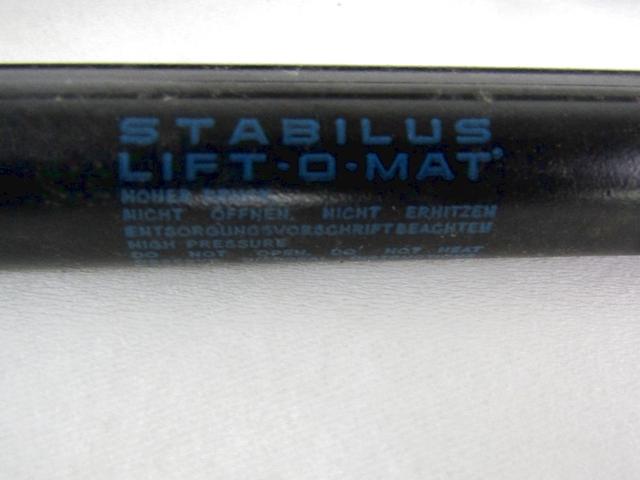 STABILUS
LIFT-O-MAT®
HOHER DRUCK
NICHT ÖFFNEN. NICHT ERHITZEN
ENTSORGUNGSVORSCHRIFT BEACHTEN
HIGH PRESSURE
DO NOT OPEN. DO NOT HEAT